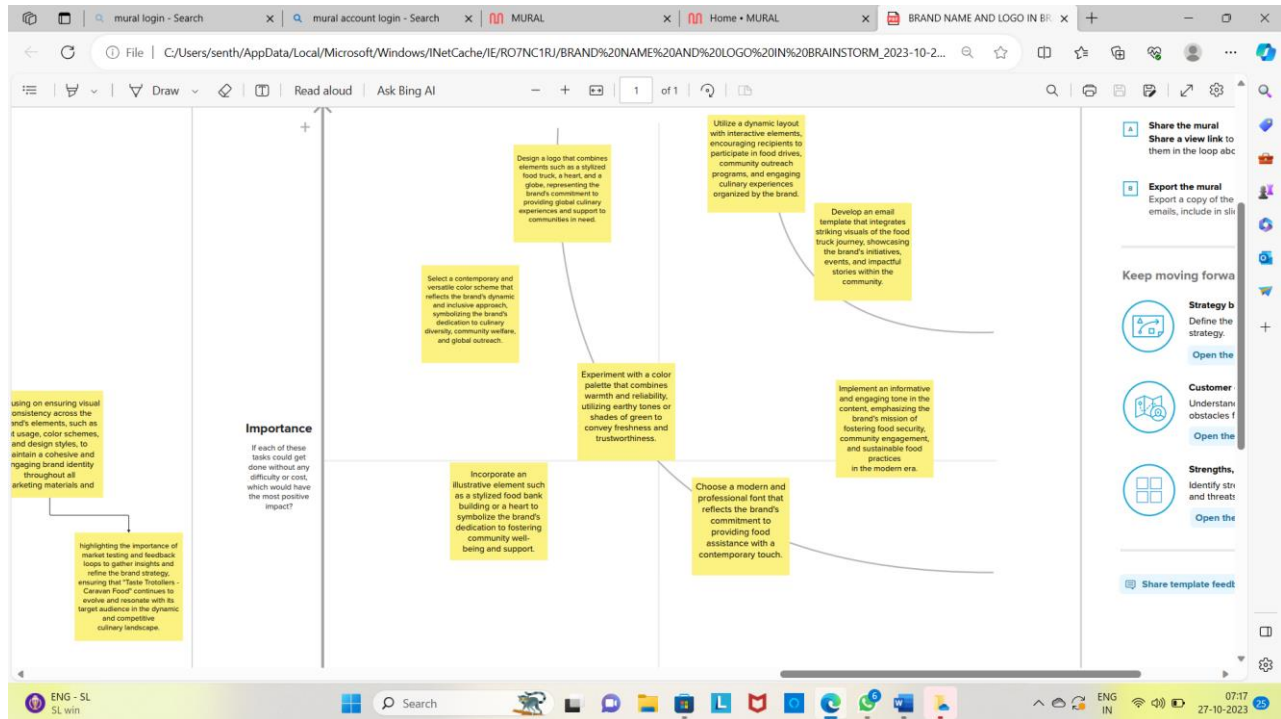 mural login - Search
mural account login - Search
MURAL
Home • MURAL
BRAND NAME AND LOGO IN BR
File
C:/Users/senth/AppData/Local/Microsoft/Windows/INetCache/IE/RO7NC1RJ/BRAND%20NAME%20AND%20LOGO%20IN%20BRAINSTORM_2023-10-2...
Draw
Read aloud
Ask Bing AI
1
of 1
using on ensuring visual
onsistency across the
and's elements, such as
t usage, color schemes,
and design styles, to
aintain a cohesive and
ngaging brand identity
throughout all
arketing materials and
highlighting the importance of
market testing and feedback
loops to gather insights and
refine the brand strategy,
ensuring that "Taste Trotollers -
Caravan Food" continues to
evolve and resonate with its
target audience in the dynamic
and competitive
culinary landscape.
Importance
If each of these
tasks could get
done without any
difficulty or cost,
which would have
the most positive
impact?
Design a logo that combines
elements such as a stylized
food truck, a heart, and a
globe, representing the
brand's commitment to
providing global culinary
experiences and support to
communities in need.
Select a contemporary and
versatile color scheme that
reflects the brand's dynamic
and inclusive approach,
symbolizing the brand's
dedication to culinary
diversity, community welfare,
and global outreach.
Experiment with a color
palette that combines
warmth and reliability,
utilizing earthy tones or
shades of green to
convey freshness and
trustworthiness.
Incorporate an
illustrative element such
as a stylized food bank
building or a heart to
symbolize the brand's
dedication to fostering
community well-
being and support.
Utilize a dynamic layout
with interactive elements,
encouraging recipients to
participate in food drives,
community outreach
programs, and engaging
culinary experiences
organized by the brand.
Develop an email
template that integrates
striking visuals of the food
truck journey, showcasing
the brand's initiatives,
events, and impactful
stories within the
community.
Implement an informative
and engaging tone in the
content, emphasizing the
brand's mission of
fostering food security,
community engagement,
and sustainable food
practices
in the modern era.
Choose a modern and
professional font that
reflects the brand's
commitment to
providing food
assistance with a
contemporary touch.
A
Share the mural
Share a view link to
them in the loop abc
B
Export the mural
Export a copy of the
emails, include in sli
Keep moving forwa
Strategy b
Define the
strategy.
Open the
Customer
Understan
obstacles f
Open the
Strengths,
Identify stre
and threats
Open the
Share template feedb
ENG - SL
SL win
Search
6
ENG
IN
07:17
27-10-2023
25